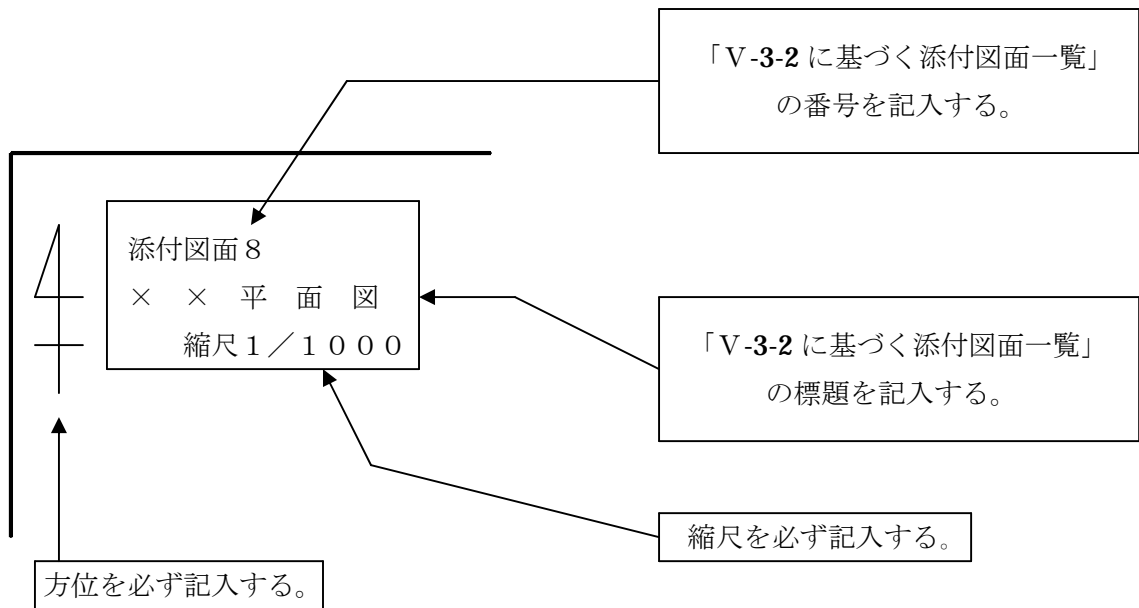 「Ⅴ-3-2 に基づく添付図面一覧」
の番号を記入する。
添付図面８
× × 平 面 図
縮尺１／１０００
「Ⅴ-3-2 に基づく添付図面一覧」
の標題を記入する。
縮尺を必ず記入する。
方位を必ず記入する。